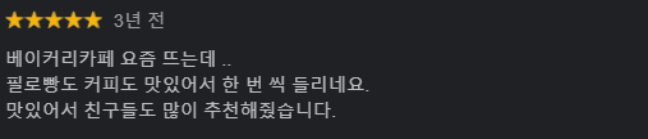 ★★★★★ 3년 전
베이커리카페 요즘 뜨는데 ..
필로빵도 커피도 맛있어서 한 번 씩 들리네요.
맛있어서 친구들도 많이 추천해줬습니다.